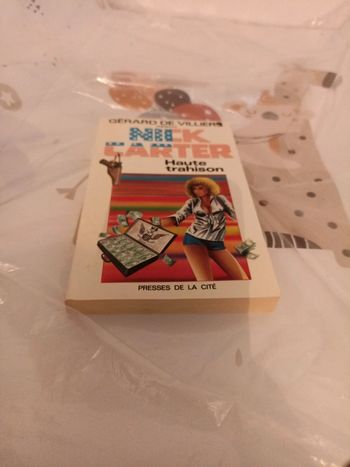 GÉRARD DE VILLIERS
NICK
CARTER
Haute
trahison
PRESSES DE LA CITÉ